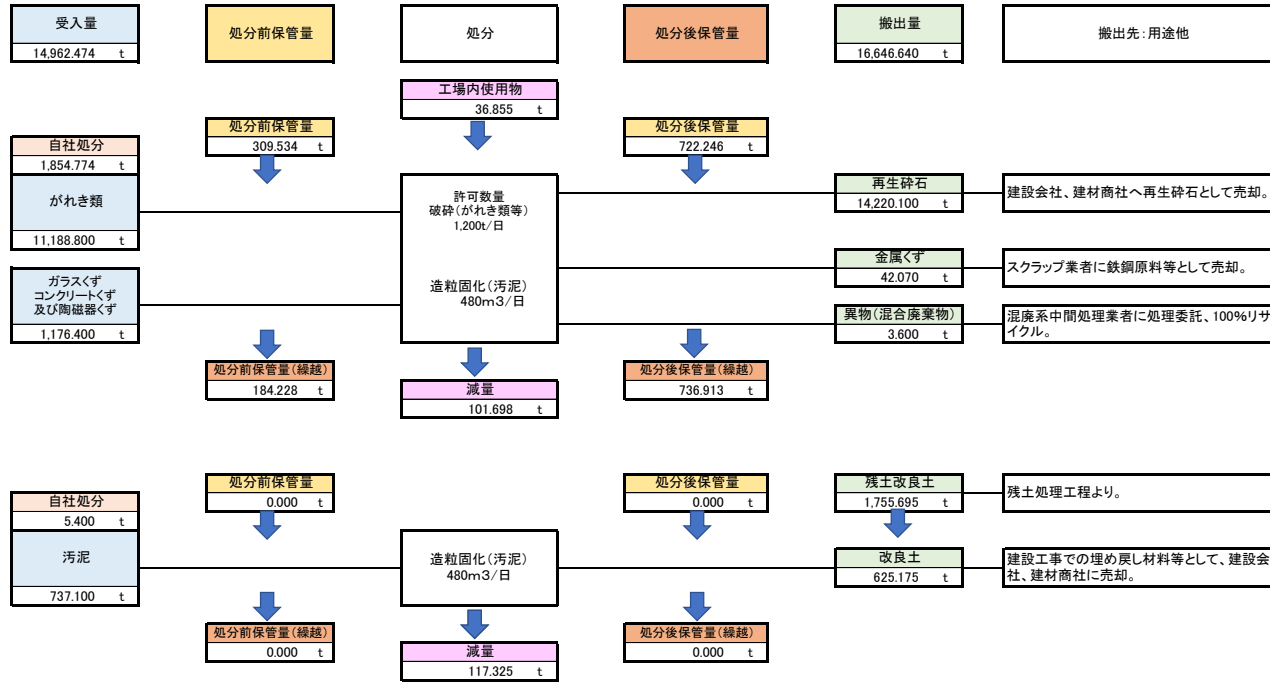 受入量
14,962.474 t
処分前保管量
処分
処分後保管量
搬出量
16,646.640 t
搬出先：用途他
工場内使用物
36.855 t
処分前保管量
309.534 t
処分後保管量
722.246 t
自社処分
1,854.774 t
がれき類
11,188.800 t
許可数量
破砕（がれき類等）
1,200t/日
造粒固化（汚泥）
480m3/日
再生砕石
14,220.100 t
建設会社、建材商社へ再生砕石として売却。
ガラスくず
コンクリートくず
及び陶磁器くず
1,176.400 t
金属くず
42.070 t
スクラップ業者に鉄鋼原料等として売却。
異物（混合廃棄物）
3.600 t
混廃系中間処理業者に処理委託、100%リサ
イクル。
処分前保管量（繰越）
184.228 t
減量
101.698 t
処分後保管量（繰越）
736.913 t
自社処分
5.400 t
汚泥
737.100 t
処分前保管量
0.000 t
造粒固化（汚泥）
480m3/日
処分後保管量
0.000 t
残土改良土
1,755.695 t
残土処理工程より。
改良土
625.175 t
建設工事での埋め戻し材料等として、建設会
社、建材商社に売却。
処分前保管量（繰越）
0.000 t
減量
117.325 t
処分後保管量（繰越）
0.000 t